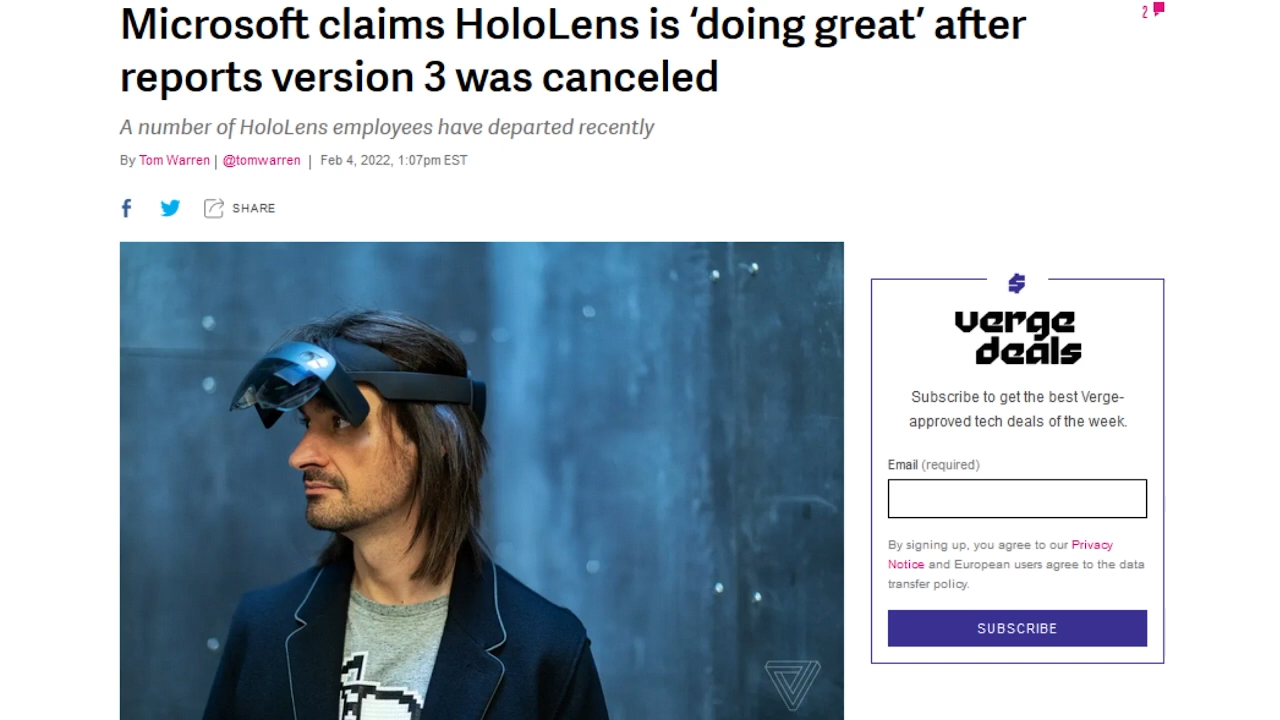 Microsoft claims HoloLens is ‘doing great’ after
reports version 3 was canceled
2
A number of HoloLens employees have departed recently
By Tom Warren | @tomwarren | Feb 4, 2022, 1:07pm EST
SHARE
verge
deals
Subscribe to get the best Verge-
approved tech deals of the week.
Email (required)
By signing up, you agree to our Privacy
Notice and European users agree to the data
transfer policy.
SUBSCRIBE